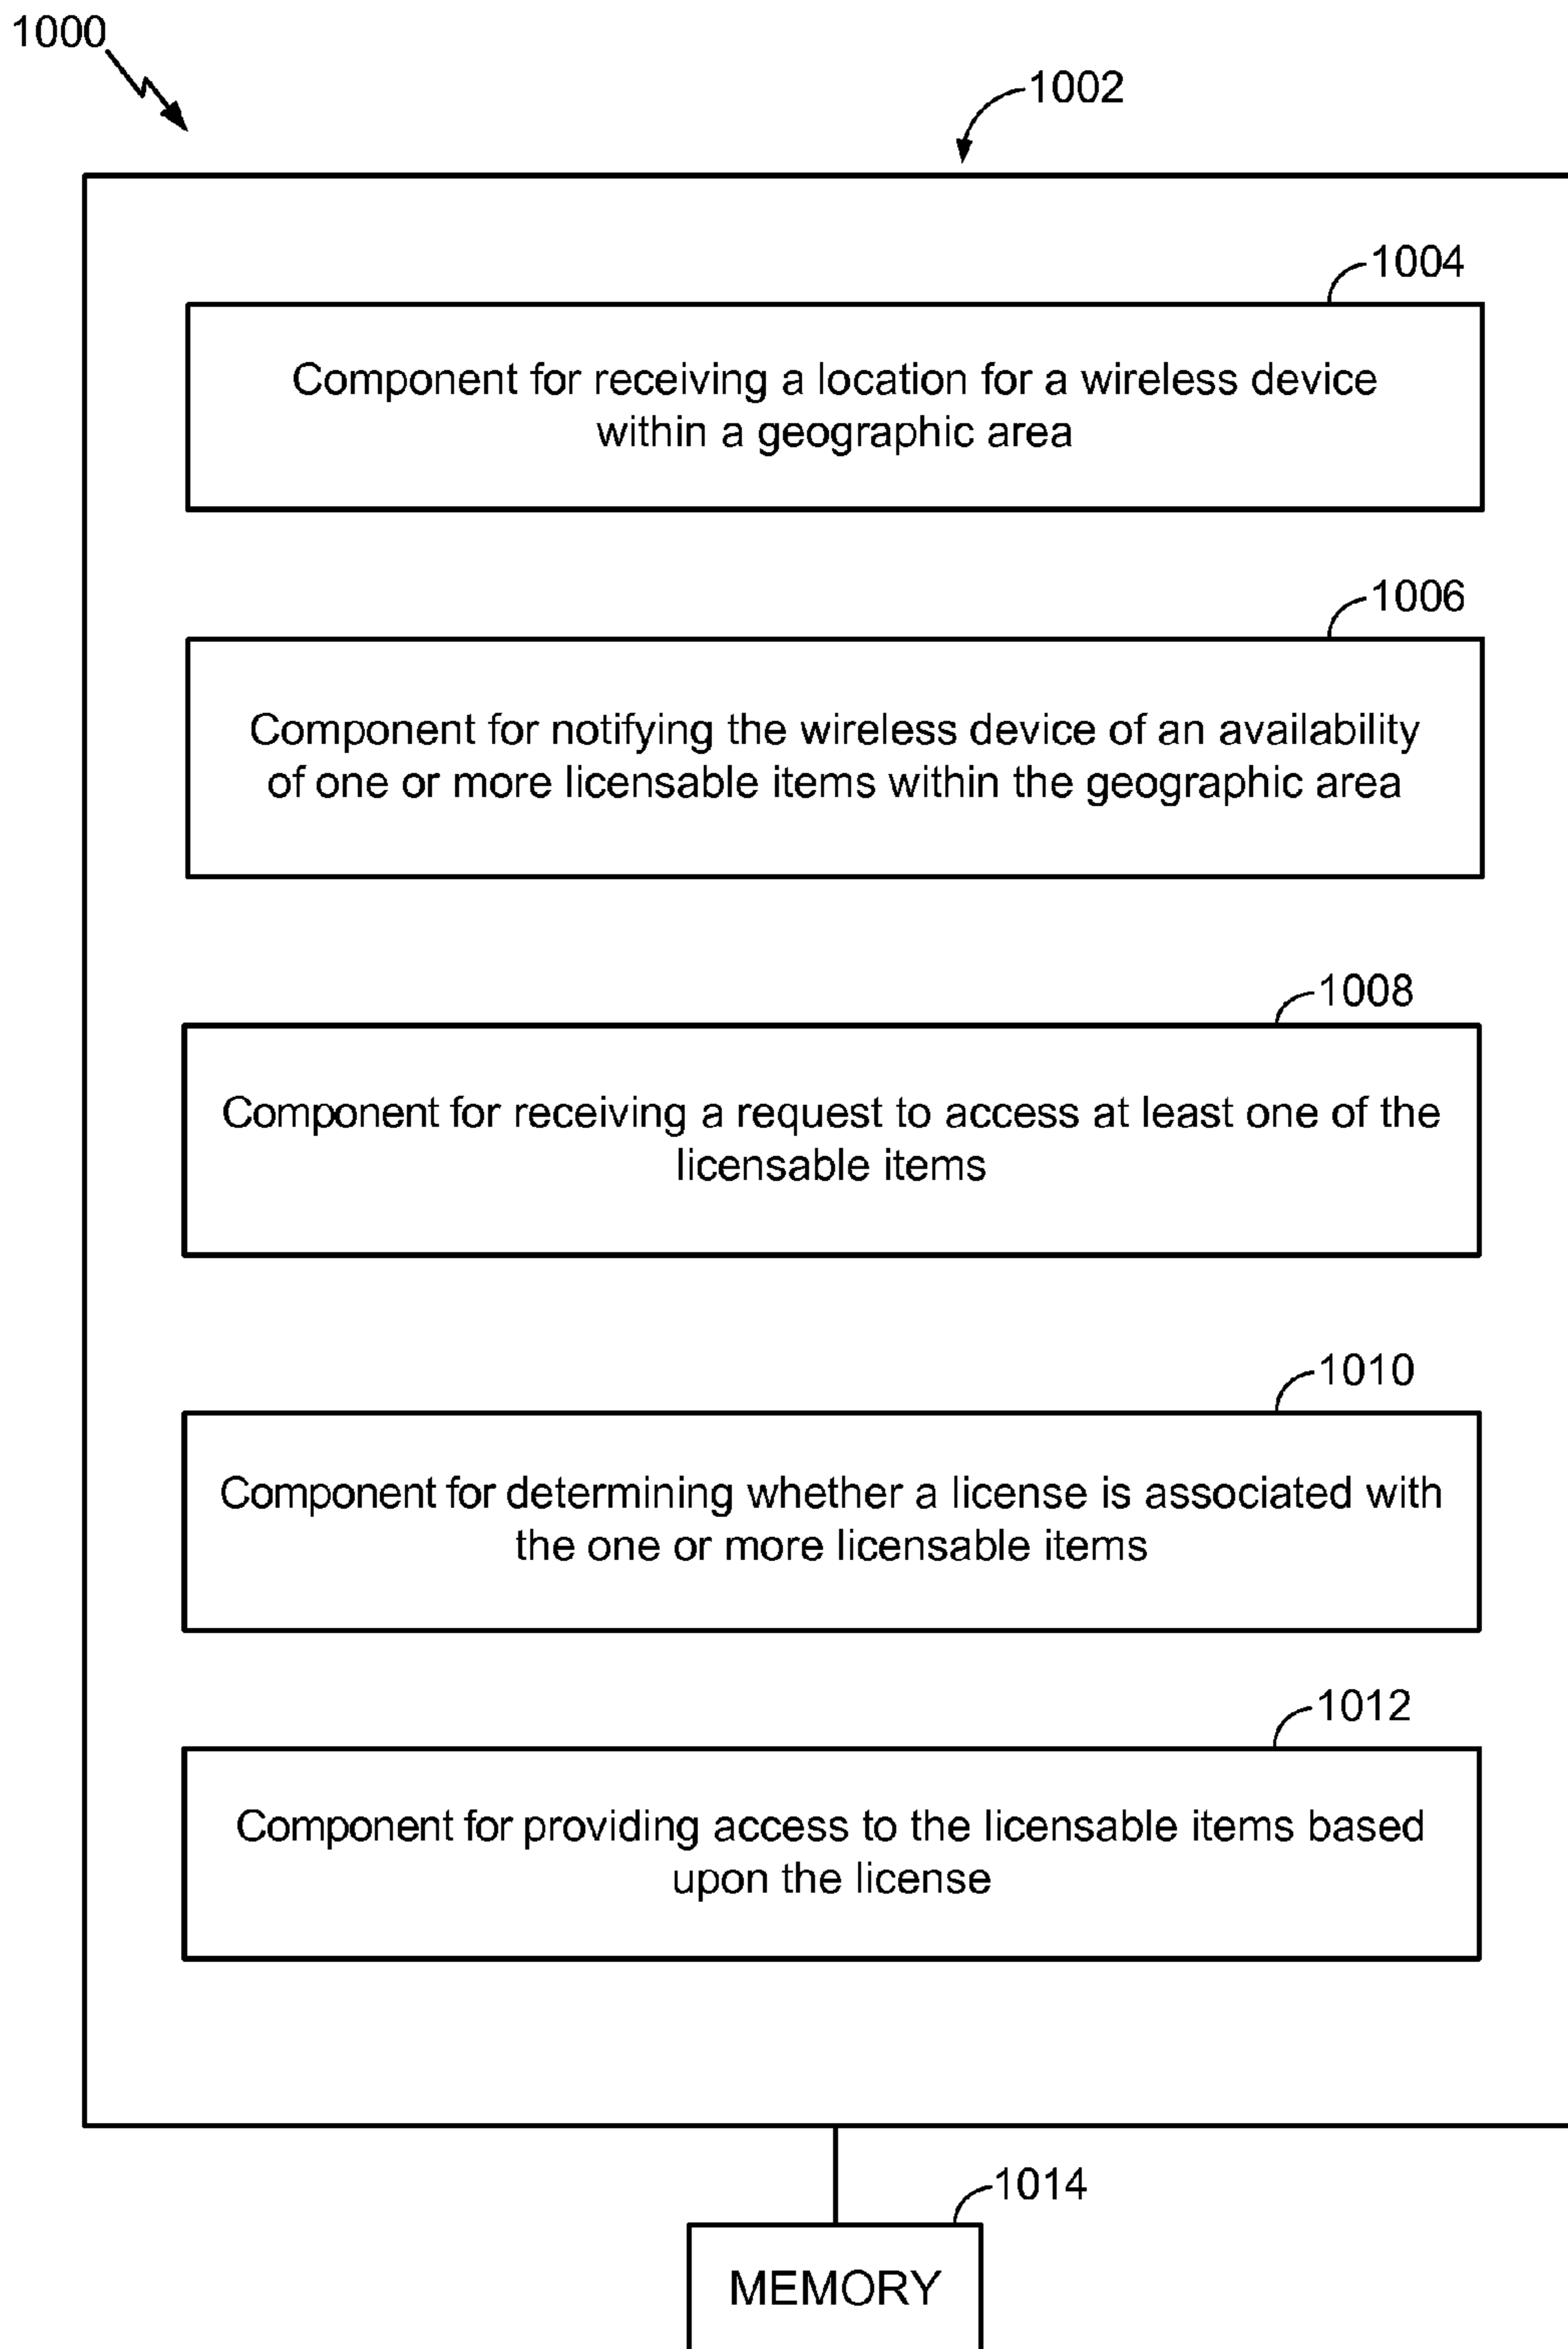 1000
1002
1004
Component for receiving a location for a wireless device
within a geographic area
1006
Component for notifying the wireless device of an availability
of one or more licensable items within the geographic area
1008
Component for receiving a request to access at least one of the
licensable items
1010
Component for determining whether a license is associated with
the one or more licensable items
1012
Component for providing access to the licensable items based
upon the license
1014
MEMORY